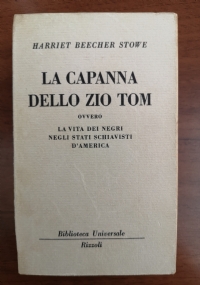 HARRIET BEECHER STOWE
LA CAPANNA
DELLO ZIO TOM
OVVERO
LA VITA DEI NEGRI
NEGLI STATI SCHIAVISTI
D'AMERICA
Biblioteca Universale
Rizzoli